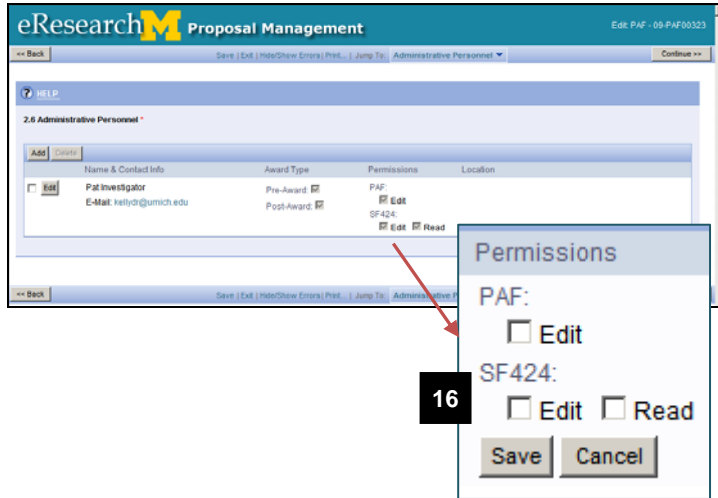 eResearch M Proposal Management
Edit: PAF - 09-PAF00323
<< Back
Save | Exit | Hide/Show Errors | Print... | Jump To: Administrative Personnel
Continue >>
? HELP
2.6 Administrative Personnel *
Add Delete
Name & Contact Info Award Type Permissions Location
Edit Pat Investigator Pre-Award: PAF:
E-Mail: kellydr@umich.edu Post-Award: Edit
SF424:
Edit Read
<< Back
Save | Exit | Hide/Show Errors | Print... | Jump To:
Permissions
PAF:
Edit
SF424:
16
Edit Read
Save Cancel